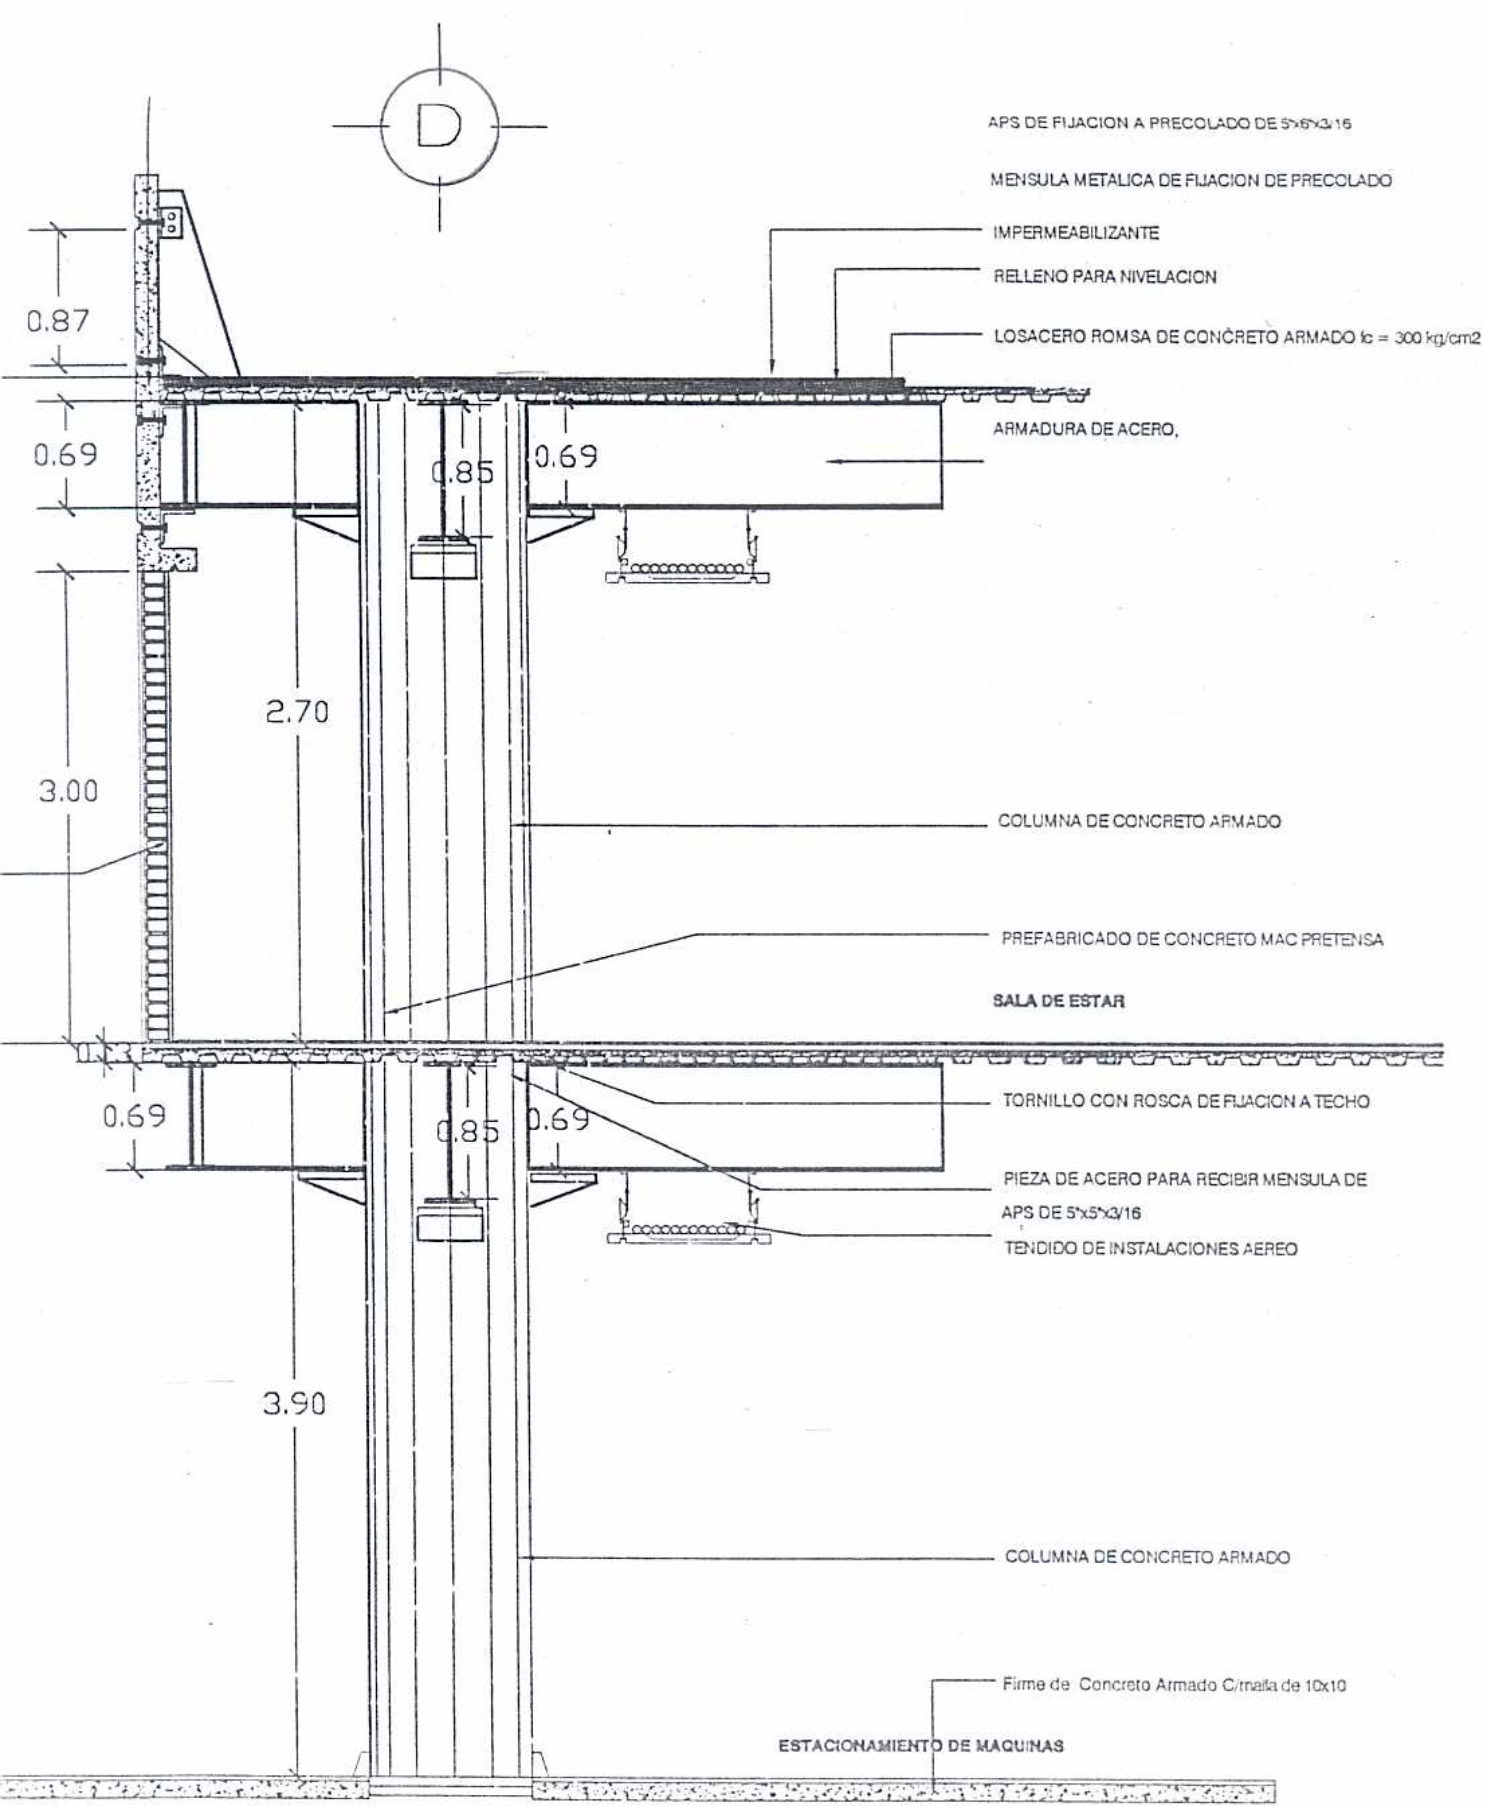 D
APS DE FIJACION A PRECOLADO DE 5"x6"x3/16
MENSULA METALICA DE FIJACION DE PRECOLADO
IMPERMEABILIZANTE
RELLENO PARA NIVELACION
0.87
LOSACERO ROMSA DE CONCRETO ARMADO fc = 300 kg/cm2
ARMADURA DE ACERO,
0.69
0.85
0.69
2.70
3.00
COLUMNA DE CONCRETO ARMADO
PREFABRICADO DE CONCRETO MAC PRETENSA
SALA DE ESTAR
TORNILLO CON ROSCA DE FIJACION A TECHO
0.69
0.85
0.69
PIEZA DE ACERO PARA RECIBIR MENSULA DE
APS DE 5"x5"x3/16
TENDIDO DE INSTALACIONES AEREO
3.90
COLUMNA DE CONCRETO ARMADO
Firme de Concreto Armado C/malla de 10x10
ESTACIONAMIENTO DE MAQUINAS